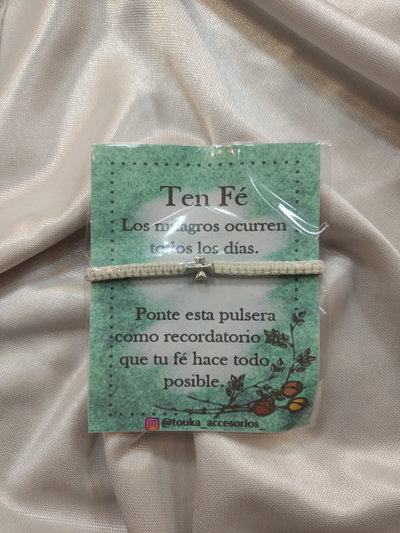 Ten Fé
Los milagros ocurren
todos los días.
Ponte esta pulsera
como recordatorio
que tu fé hace todo
posible.
@touka_accesorios